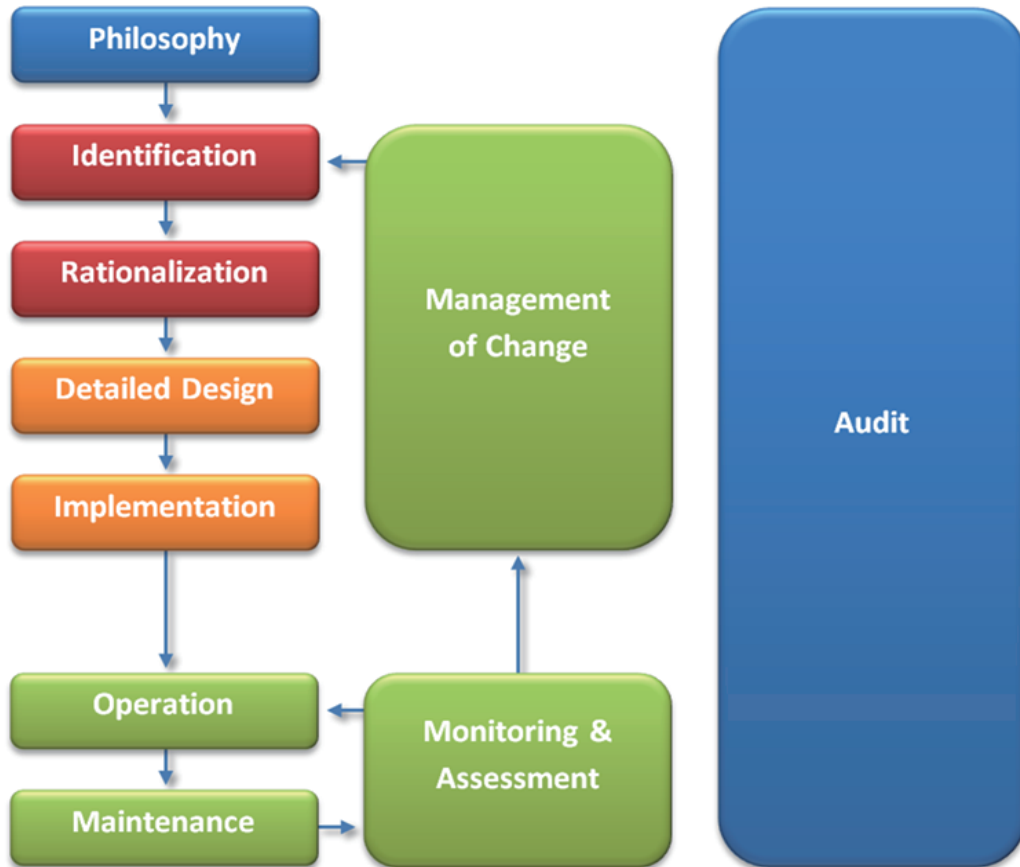 Philosophy
Identification
Rationalization
Detailed Design
Implementation
Operation
Maintenance
Management
of Change
Monitoring &
Assessment
Audit